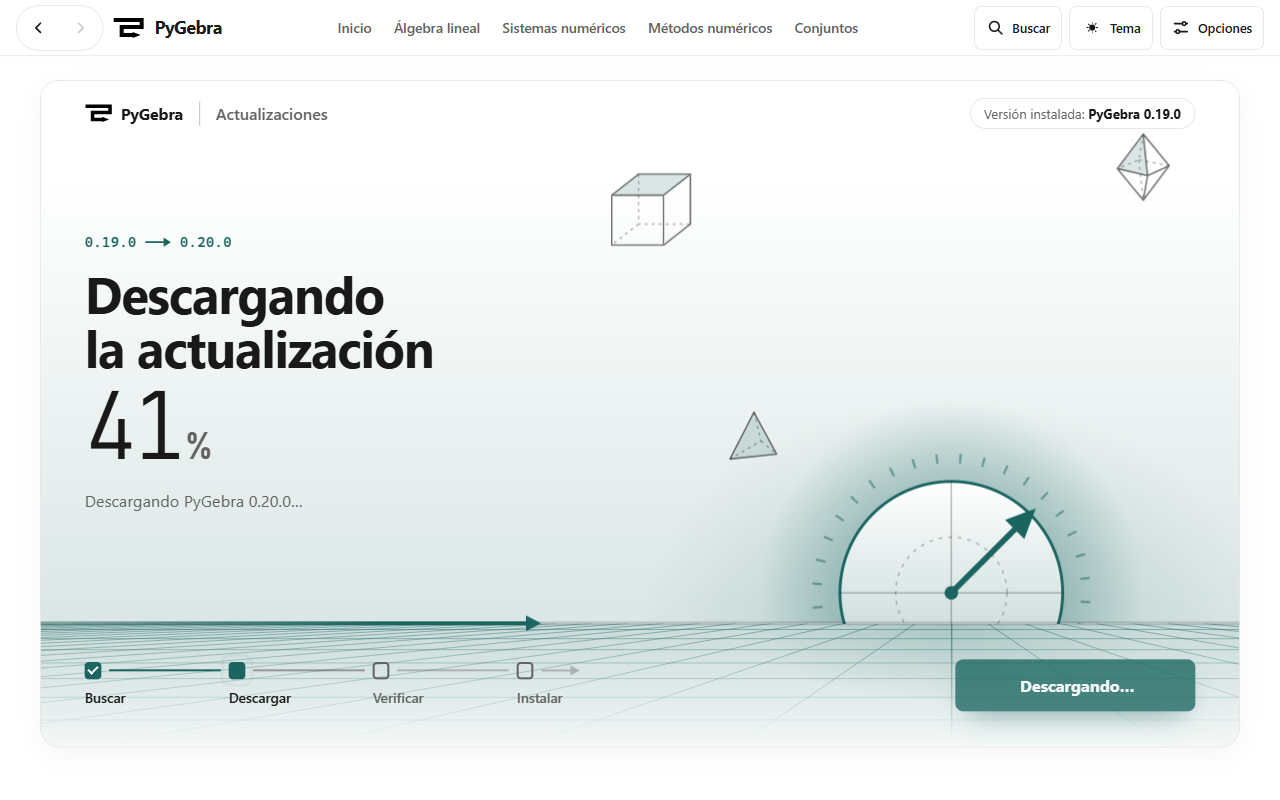 PyGebra
Inicio
Álgebra lineal
Sistemas numéricos
Métodos numéricos
Conjuntos
Buscar
Tema
Opciones
PyGebra
Actualizaciones
Versión instalada: PyGebra 0.19.0
0.19.0 → 0.20.0
Descargando
la actualización
41%
Descargando PyGebra 0.20.0...
Buscar
Descargar
Verificar
Instalar
Descargando...